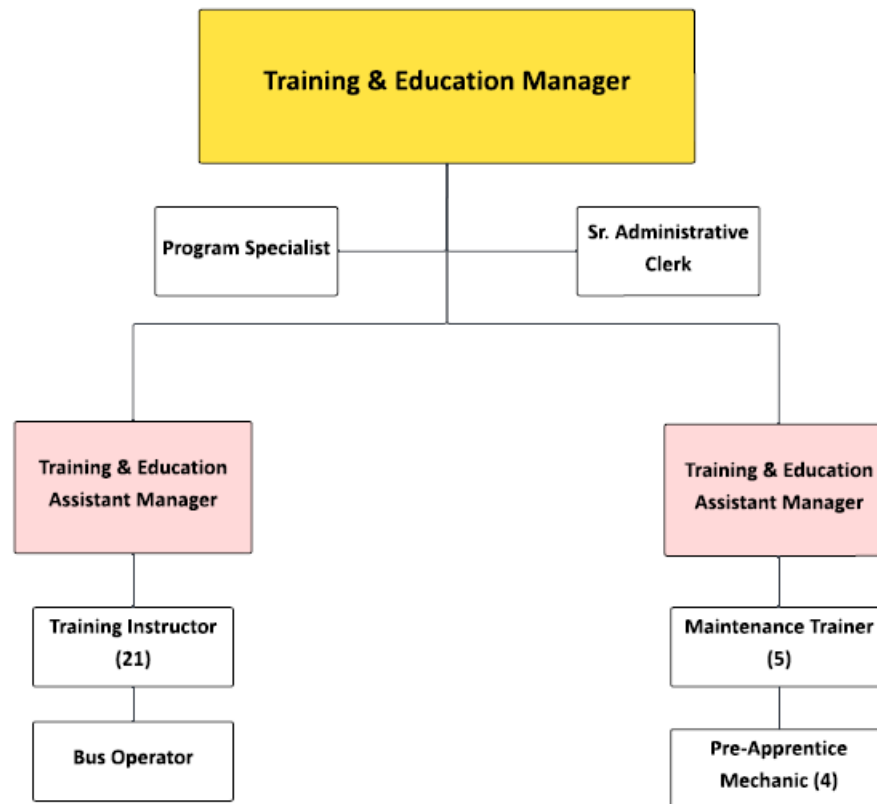 Training & Education Manager
Program Specialist
Sr. Administrative
Clerk
Training & Education
Assistant Manager
Training & Education
Assistant Manager
Training Instructor
(21)
Maintenance Trainer
(5)
Bus Operator
Pre-Apprentice
Mechanic (4)